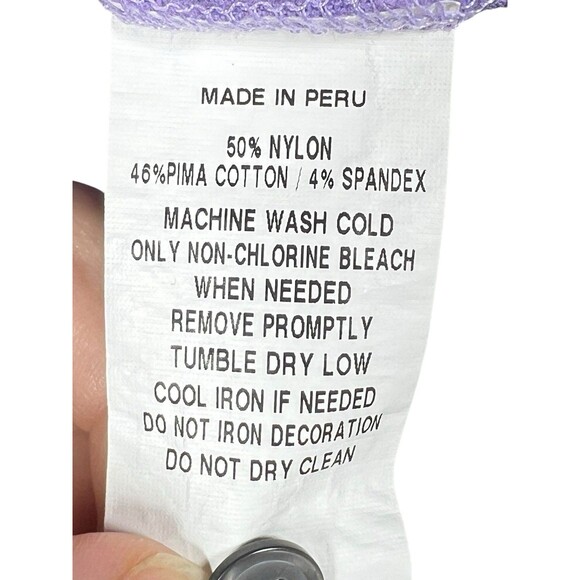 MADE IN PERU
50% NYLON
46%PIMA COTTON / 4% SPANDEX
MACHINE WASH COLD
ONLY NON-CHLORINE BLEACH
WHEN NEEDED
REMOVE PROMPTLY
TUMBLE DRY LOW
COOL IRON IF NEEDED
DO NOT IRON DECORATION
DO NOT DRY CLEAN